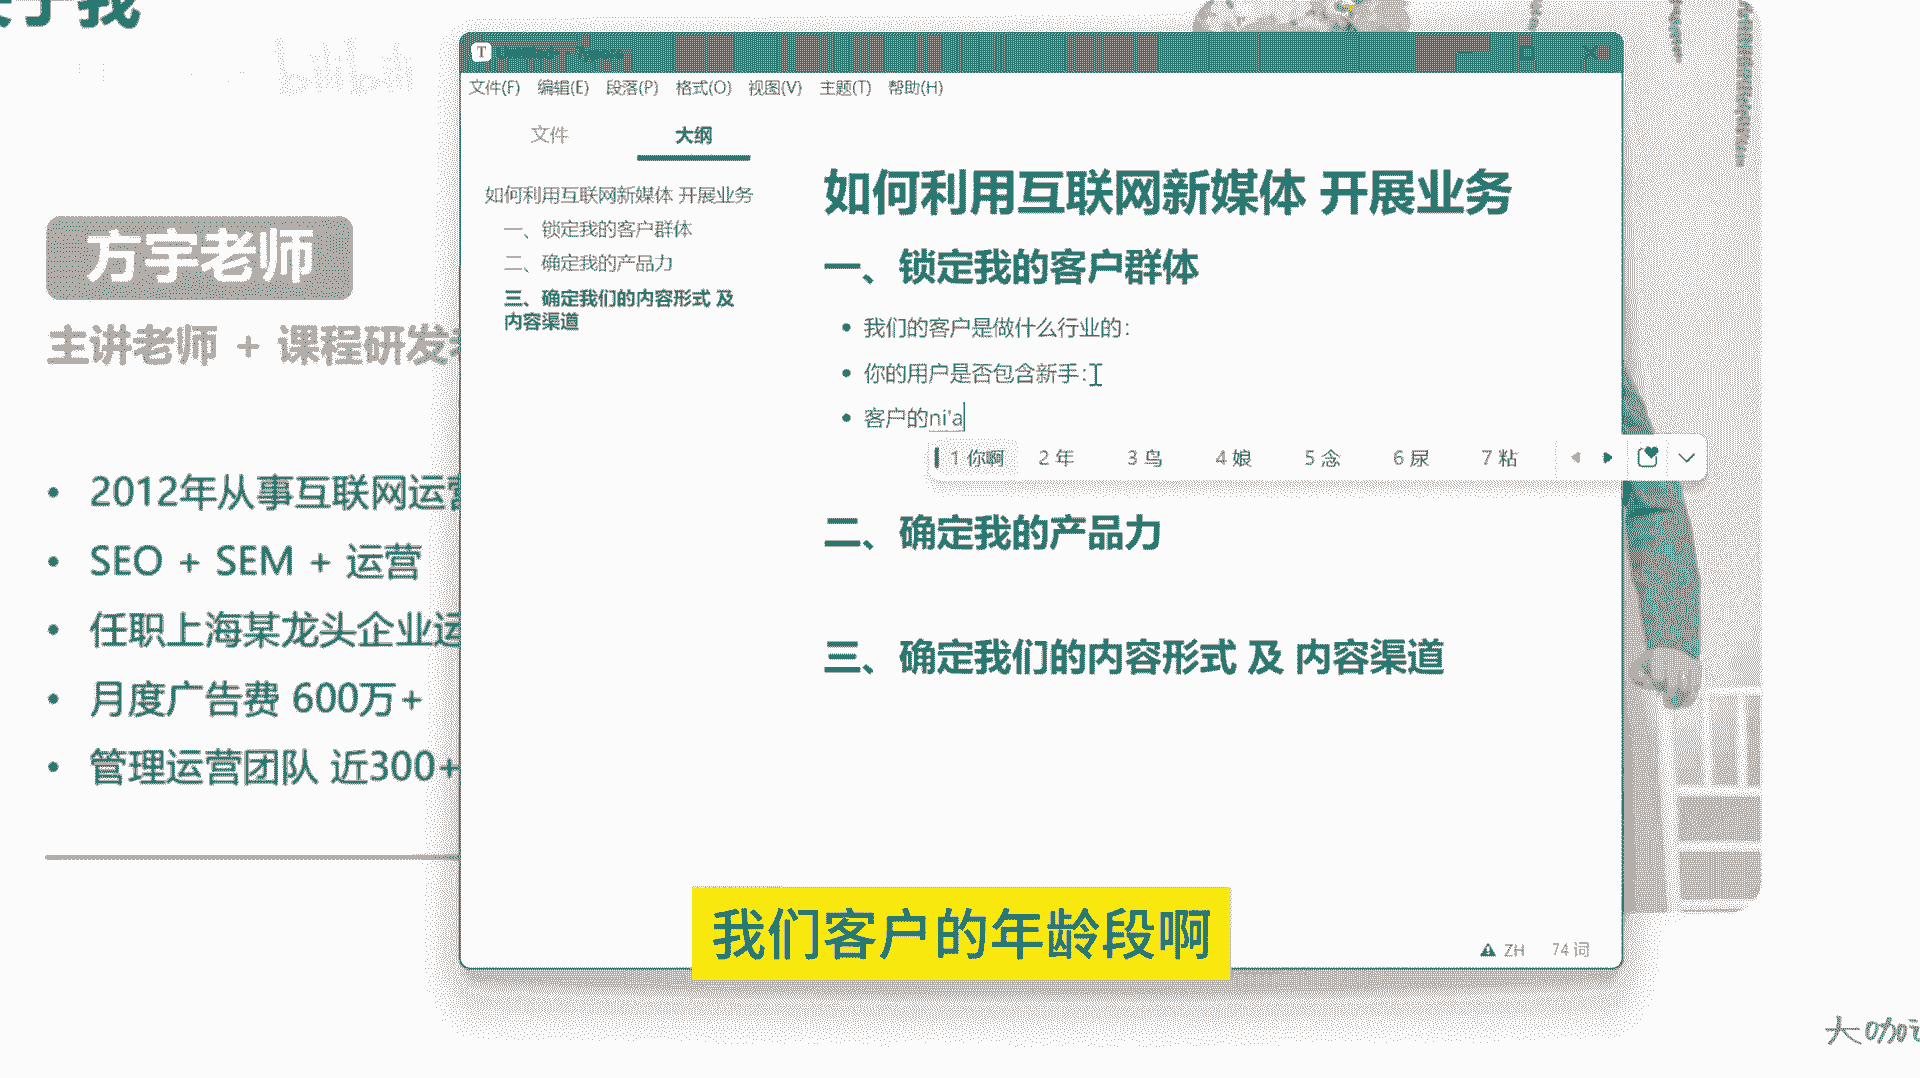 关于我
bilibili
方宇老师
主讲老师 + 课程研发
2012年从事互联网运营
SEO + SEM + 运营
任职上海某龙头企业运
月度广告费 600万+
管理运营团队 近300+
T
文件(F) 编辑(E) 段落(P) 格式(O) 视图(V) 主题(T) 帮助(H)
文件 大纲
如何利用互联网新媒体 开展业务
一、锁定我的客户群体
二、确定我的产品力
三、确定我们的内容形式 及
内容渠道
如何利用互联网新媒体 开展业务
一、锁定我的客户群体
我们的客户是做什么行业的：
你的用户是否包含新手：
客户的ni'a
1 你啊 2 年 3 鸟 4 娘 5 念 6 尿 7 粘
二、确定我的产品力
三、确定我们的内容形式 及 内容渠道
ZH 74 词
我们客户的年龄段啊
大咖